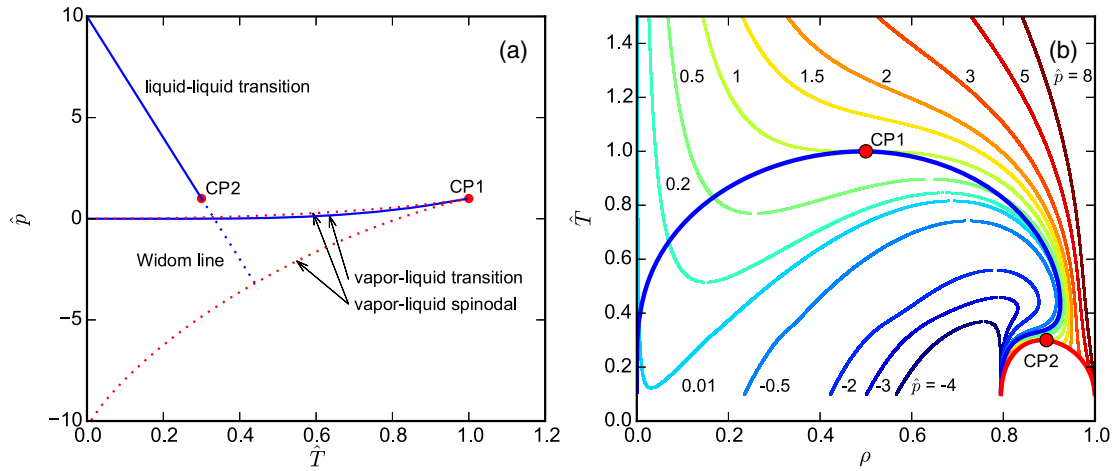 (a)
10
5
0
−5
−10
0.0 0.2 0.4 0.6 0.8 1.0 1.2
p̂
T̂
liquid-liquid transition
CP2
CP1
Widom line
vapor-liquid transition
vapor-liquid spinodal
(b)
1.4
1.2
1.0
0.8
0.6
0.4
0.2
0.0
0.0 0.2 0.4 0.6 0.8 1.0
T̂
ρ
0.5
1
1.5
2
3
5
p̂ = 8
CP1
0.2
CP2
0.01
-0.5
-2
-3
p̂ = -4